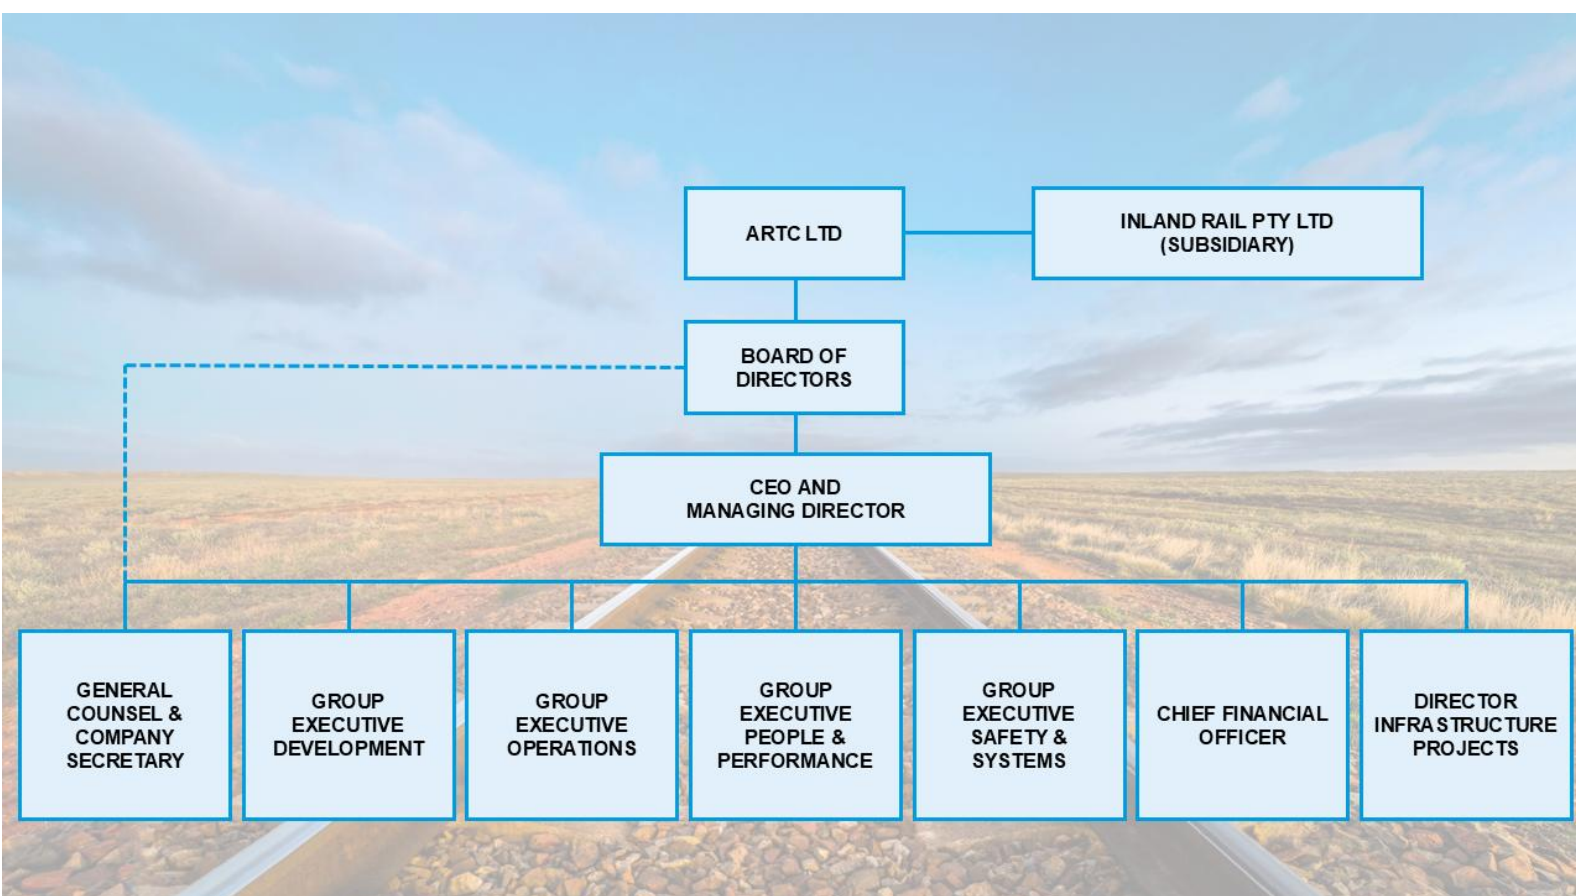 ARTC LTD
INLAND RAIL PTY LTD
(SUBSIDIARY)
BOARD OF
DIRECTORS
CEO AND
MANAGING DIRECTOR
GENERAL
COUNSEL &
COMPANY
SECRETARY
GROUP
EXECUTIVE
DEVELOPMENT
GROUP
EXECUTIVE
OPERATIONS
GROUP
EXECUTIVE
PEOPLE &
PERFORMANCE
GROUP
EXECUTIVE
SAFETY &
SYSTEMS
CHIEF FINANCIAL
OFFICER
DIRECTOR
INFRASTRUCTURE
PROJECTS